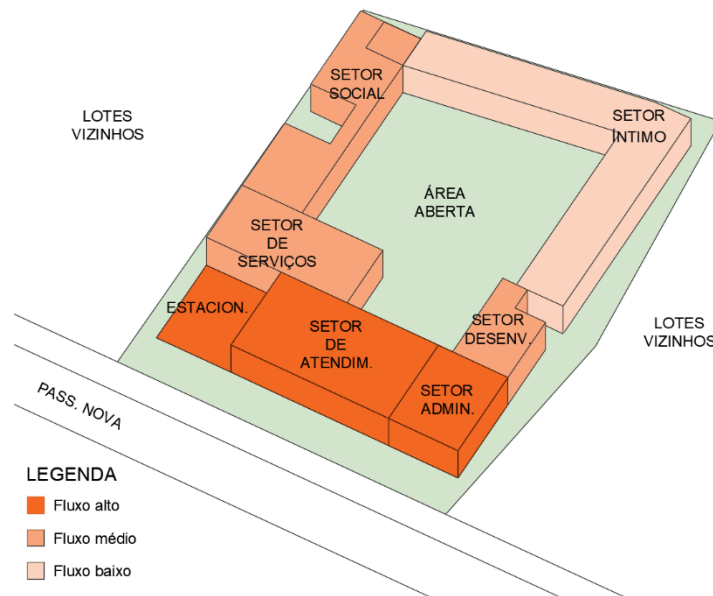 SETOR
SOCIAL
LOTES
VIZINHOS
SETOR
ÍNTIMO
ÁREA
ABERTA
SETOR
DE
SERVIÇOS
ESTACION.
SETOR
DE
ATENDIM.
SETOR
DESENV.
LOTES
VIZINHOS
SETOR
ADMIN.
PASS. NOVA
LEGENDA
Fluxo alto
Fluxo médio
Fluxo baixo